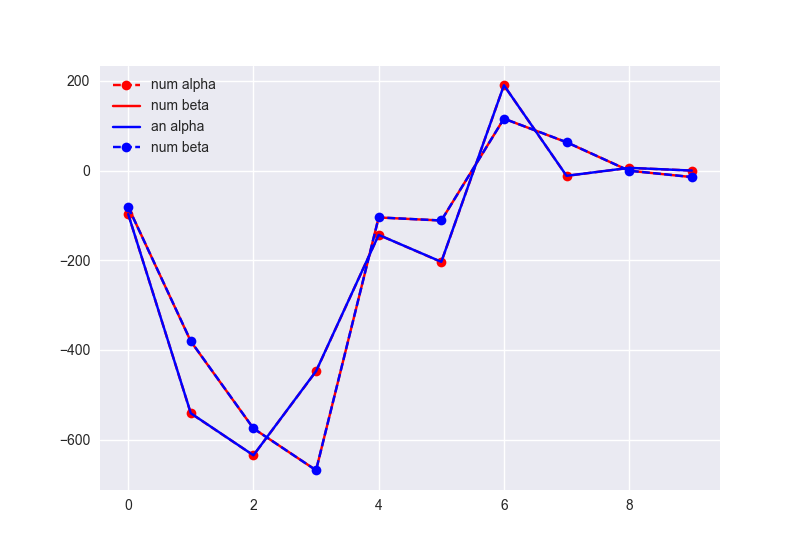 200
0
−200
−400
−600
num alpha
num beta
an alpha
num beta
0 2 4 6 8